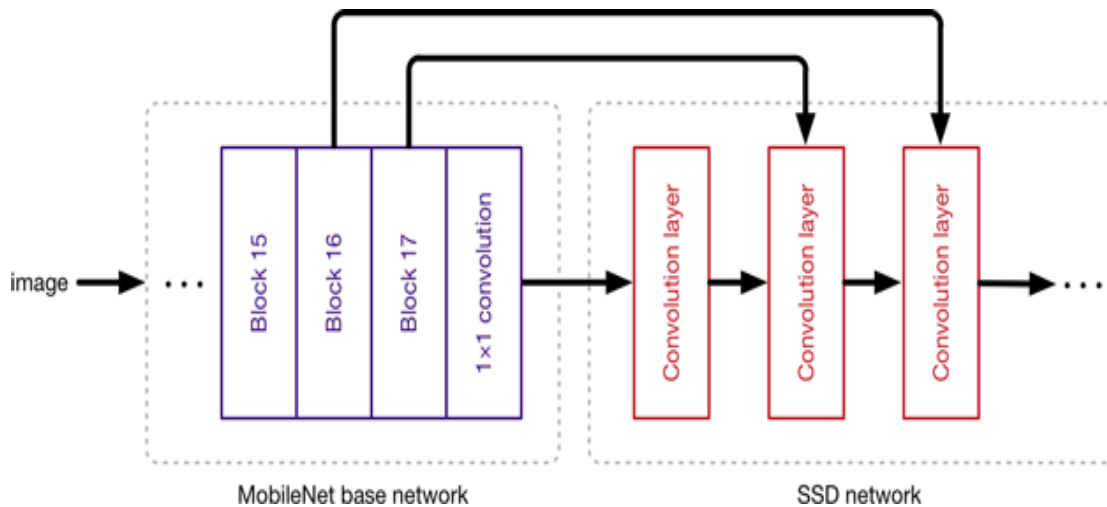 image
...
Block 15
Block 16
Block 17
1×1 convolution
Convolution layer
Convolution layer
Convolution layer
...
MobileNet base network
SSD network